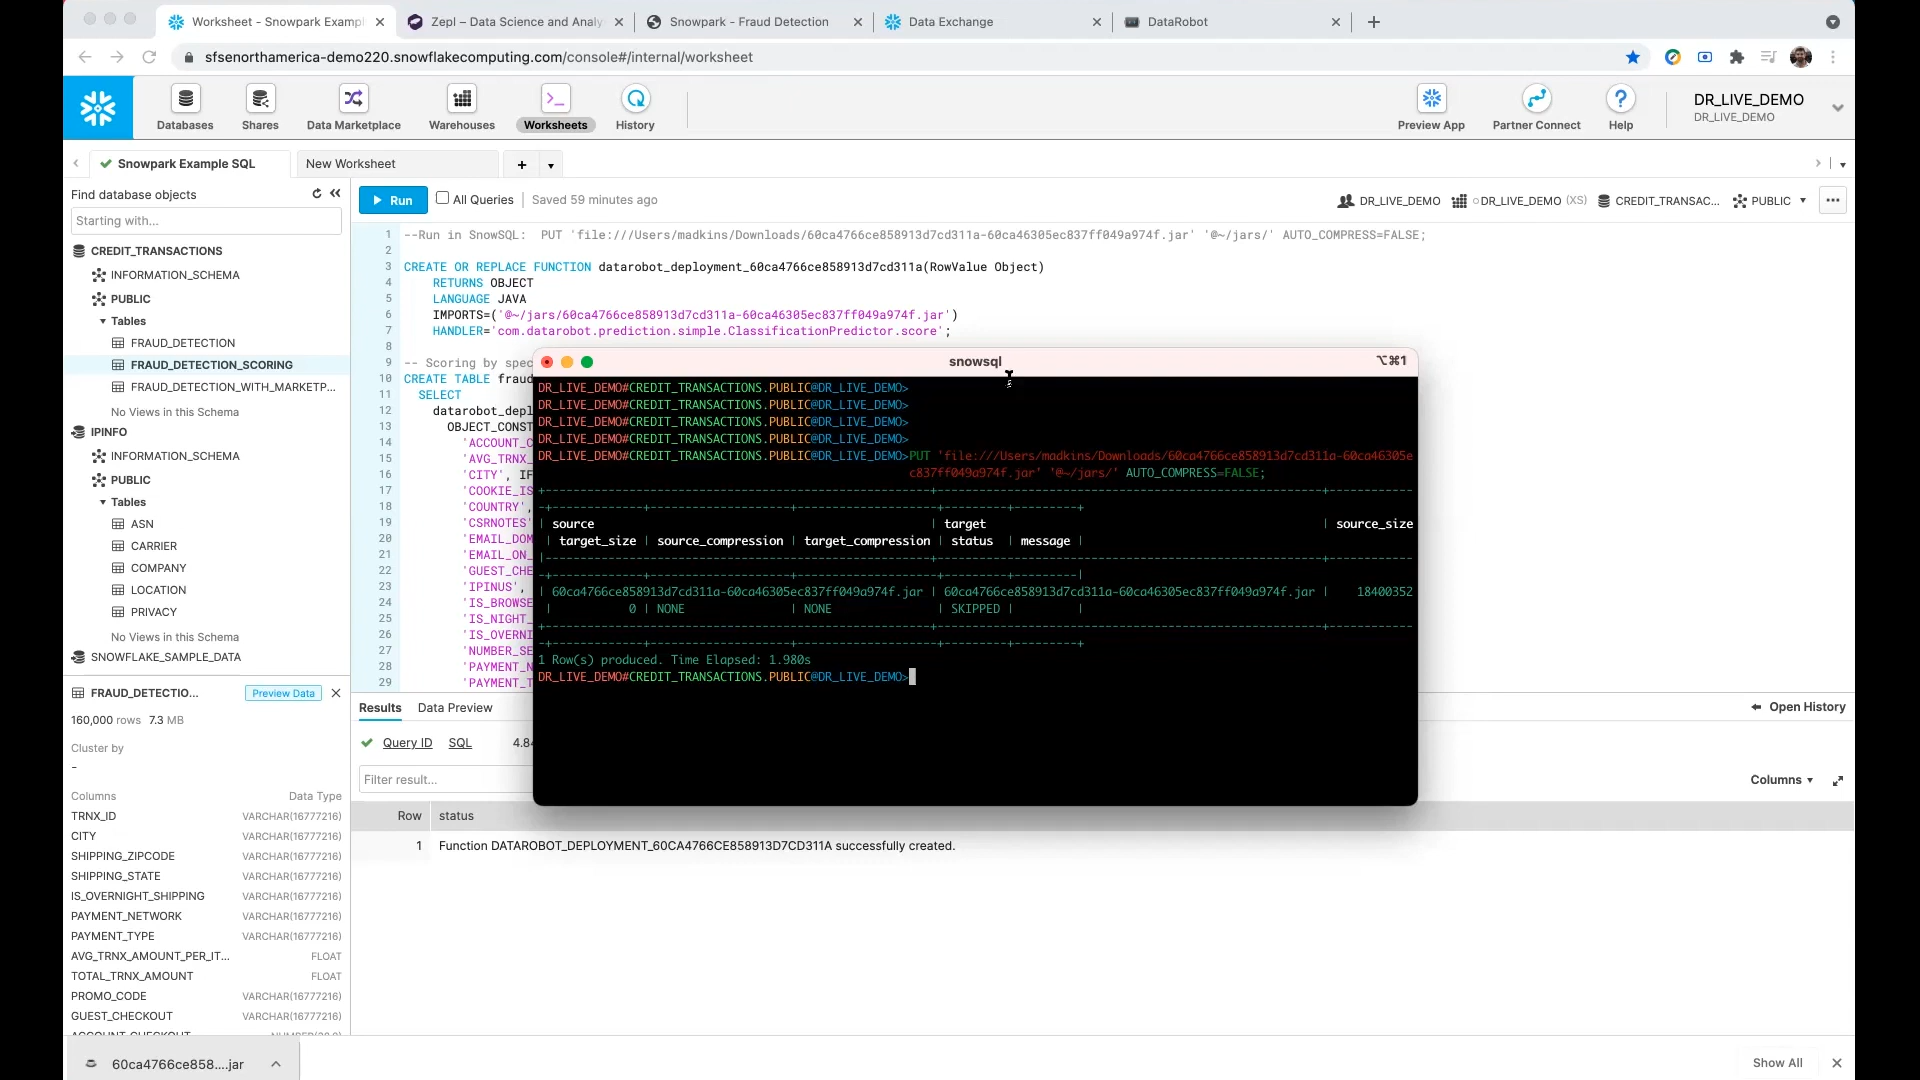 Worksheet - Snowpark Exampl
Zepl – Data Science and Analy
Snowpark - Fraud Detection
Data Exchange
DataRobot
sfsenorthamerica-demo220.snowflakecomputing.com/console#/internal/worksheet
Databases
Shares
Data Marketplace
Warehouses
Worksheets
History
Preview App
Partner Connect
Help
DR_LIVE_DEMO
DR_LIVE_DEMO
Snowpark Example SQL
New Worksheet
Find database objects
Starting with...
CREDIT_TRANSACTIONS
INFORMATION_SCHEMA
PUBLIC
Tables
FRAUD_DETECTION
FRAUD_DETECTION_SCORING
FRAUD_DETECTION_WITH_MARKETP...
No Views in this Schema
IPINFO
INFORMATION_SCHEMA
PUBLIC
Tables
ASN
CARRIER
COMPANY
LOCATION
PRIVACY
No Views in this Schema
SNOWFLAKE_SAMPLE_DATA
FRAUD_DETECTIO... Preview Data
160,000 rows 7.3 MB
Cluster by
–
Columns Data Type
TRNX_ID VARCHAR(16777216)
CITY VARCHAR(16777216)
SHIPPING_ZIPCODE VARCHAR(16777216)
SHIPPING_STATE VARCHAR(16777216)
IS_OVERNIGHT_SHIPPING VARCHAR(16777216)
PAYMENT_NETWORK VARCHAR(16777216)
PAYMENT_TYPE VARCHAR(16777216)
AVG_TRNX_AMOUNT_PER_IT... FLOAT
TOTAL_TRNX_AMOUNT FLOAT
PROMO_CODE VARCHAR(16777216)
GUEST_CHECKOUT VARCHAR(16777216)
Run All Queries Saved 59 minutes ago
DR_LIVE_DEMO DR_LIVE_DEMO (XS) CREDIT_TRANSAC... PUBLIC
1 --Run in SnowSQL: PUT 'file:///Users/madkins/Downloads/60ca4766ce858913d7cd311a-60ca46305ec837ff049a974f.jar' '@~/jars/' AUTO_COMPRESS=FALSE;
2
3 CREATE OR REPLACE FUNCTION datarobot_deployment_60ca4766ce858913d7cd311a(RowValue Object)
4 RETURNS OBJECT
5 LANGUAGE JAVA
6 IMPORTS=('@~/jars/60ca4766ce858913d7cd311a-60ca46305ec837ff049a974f.jar')
7 HANDLER='com.datarobot.prediction.simple.ClassificationPredictor.score';
8
9 -- Scoring by spec
10 CREATE TABLE fraud
11 SELECT
12 datarobot_depl
13 OBJECT_CONST
14 'ACCOUNT_C
15 'AVG_TRNX_
16 'CITY', IF
17 'COOKIE_IS
18 'COUNTRY',
19 'CSRNOTES'
20 'EMAIL_DOM
21 'EMAIL_ON_
22 'GUEST_CHE
23 'IPINUS',
24 'IS_BROWSE
25 'IS_NIGHT_
26 'IS_OVERNI
27 'NUMBER_SE
28 'PAYMENT_N
29 'PAYMENT_T
snowsql ⌥⌘1
DR_LIVE_DEMO#CREDIT_TRANSACTIONS.PUBLIC@DR_LIVE_DEMO>
DR_LIVE_DEMO#CREDIT_TRANSACTIONS.PUBLIC@DR_LIVE_DEMO>
DR_LIVE_DEMO#CREDIT_TRANSACTIONS.PUBLIC@DR_LIVE_DEMO>
DR_LIVE_DEMO#CREDIT_TRANSACTIONS.PUBLIC@DR_LIVE_DEMO>
DR_LIVE_DEMO#CREDIT_TRANSACTIONS.PUBLIC@DR_LIVE_DEMO>PUT 'file:///Users/madkins/Downloads/60ca4766ce858913d7cd311a-60ca46305e
c837ff049a974f.jar' '@~/jars/' AUTO_COMPRESS=FALSE;
| source | target | source_size
| target_size | source_compression | target_compression | status | message |
| 60ca4766ce858913d7cd311a-60ca46305ec837ff049a974f.jar | 60ca4766ce858913d7cd311a-60ca46305ec837ff049a974f.jar | 18400352
| 0 | NONE | NONE | SKIPPED | |
1 Row(s) produced. Time Elapsed: 1.980s
DR_LIVE_DEMO#CREDIT_TRANSACTIONS.PUBLIC@DR_LIVE_DEMO>
Results Data Preview Open History
Query ID SQL 4.84
Filter result... Columns
Row status
1 Function DATAROBOT_DEPLOYMENT_60CA4766CE858913D7CD311A successfully created.
60ca4766ce858....jar
Show All